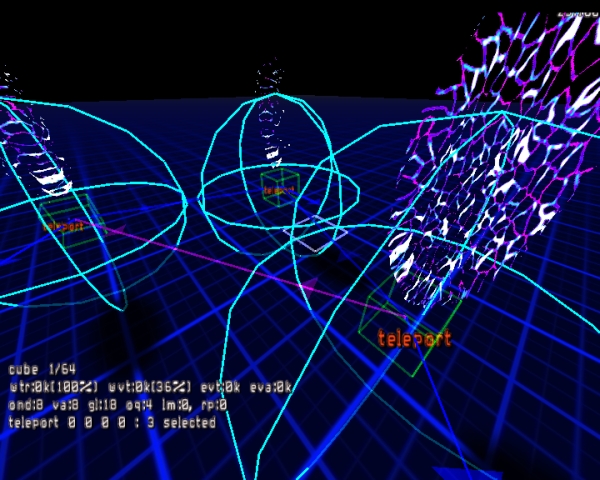 teleport
teleport
teleport
cube 1/64
wtr:0k(100%) wvt:0k(36%) evt:0k eva:0k
ond:8 va:8 gl:18 oq:4 lm:0, rp:0
teleport 0 0 0 0 : 3 selected